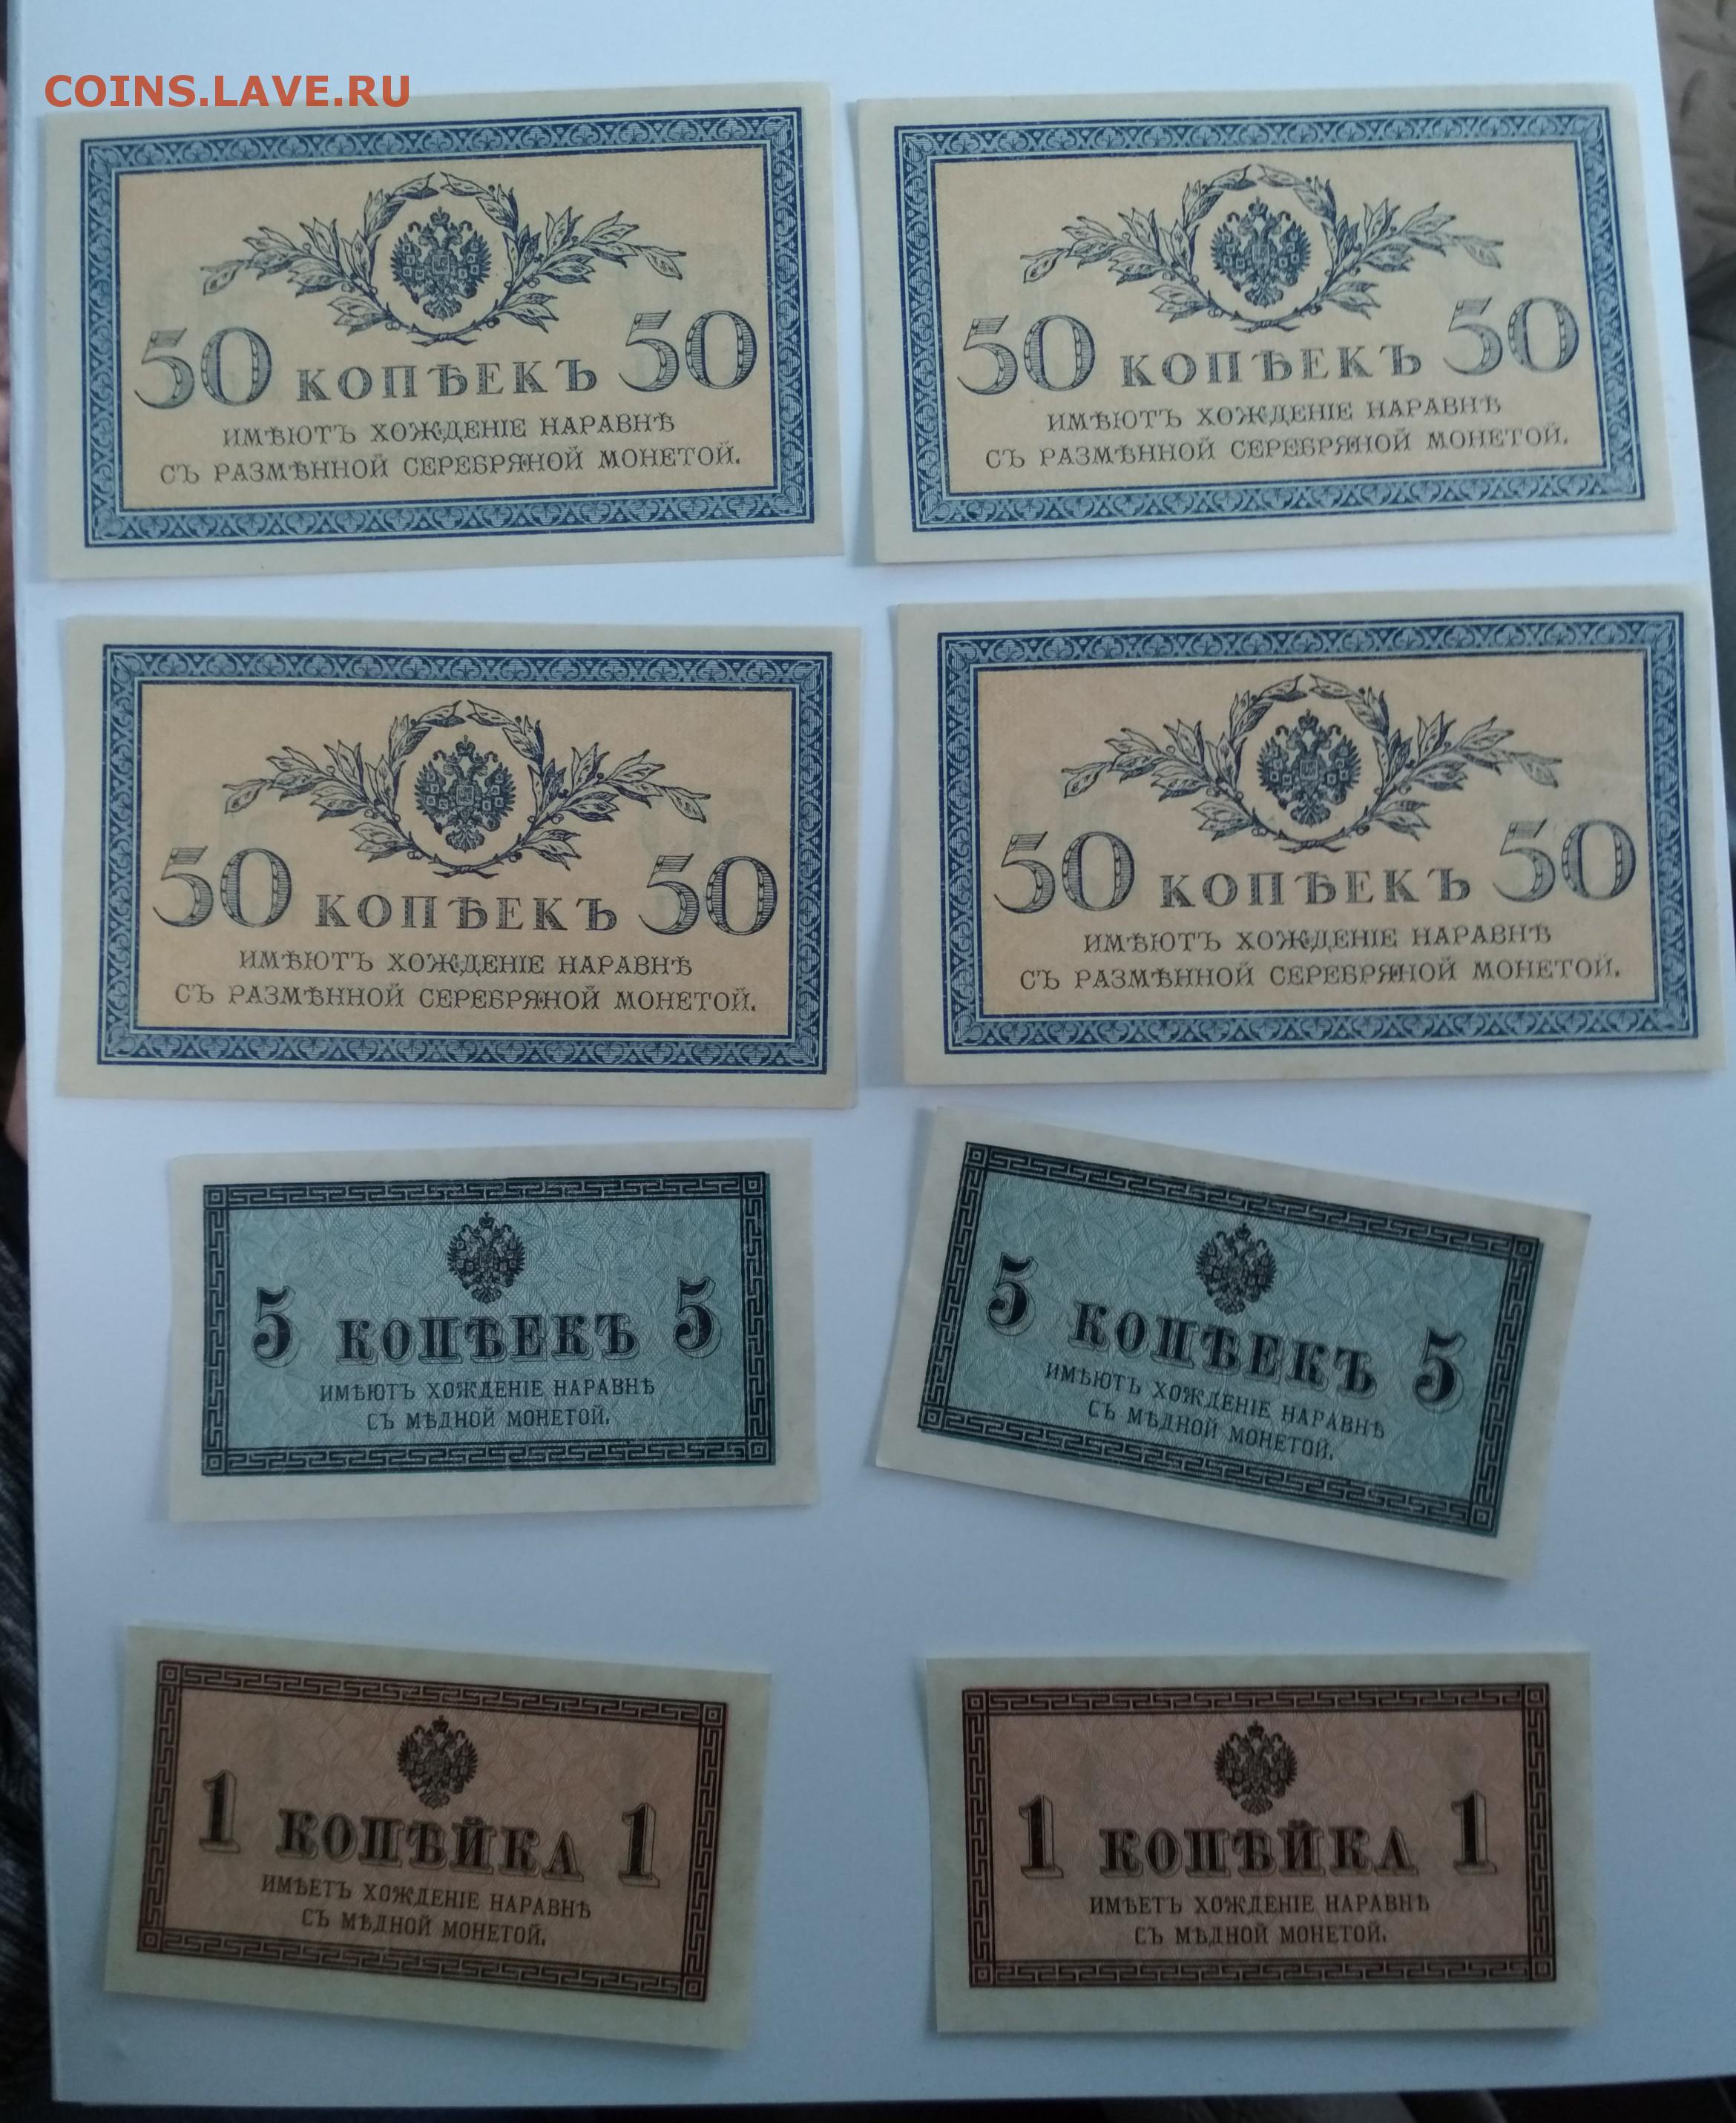 COINS.LAVE.RU
50 КОПѢЕКЪ 50
ИМѢЮТЪ ХОЖДЕНІЕ НАРАВНѢ
СЪ РАЗМѢННОЙ СЕРЕБРЯНОЙ МОНЕТОЙ.
50 КОПѢЕКЪ 50
ИМѢЮТЪ ХОЖДЕНІЕ НАРАВНѢ
СЪ РАЗМѢННОЙ СЕРЕБРЯНОЙ МОНЕТОЙ.
50 КОПѢЕКЪ 50
ИМѢЮТЪ ХОЖДЕНІЕ НАРАВНѢ
СЪ РАЗМѢННОЙ СЕРЕБРЯНОЙ МОНЕТОЙ.
50 КОПѢЕКЪ 50
ИМѢЮТЪ ХОЖДЕНІЕ НАРАВНѢ
СЪ РАЗМѢННОЙ СЕРЕБРЯНОЙ МОНЕТОЙ.
5 КОПѢЕКЪ 5
ИМѢЮТЪ ХОЖДЕНІЕ НАРАВНѢ
СЪ МѢДНОЙ МОНЕТОЙ.
5 КОПѢЕКЪ 5
ИМѢЮТЪ ХОЖДЕНІЕ НАРАВНѢ
СЪ МѢДНОЙ МОНЕТОЙ.
1 КОПѢЙКА 1
ИМѢЕТЪ ХОЖДЕНІЕ НАРАВНѢ
СЪ МѢДНОЙ МОНЕТОЙ.
1 КОПѢЙКА 1
ИМѢЕТЪ ХОЖДЕНІЕ НАРАВНѢ
СЪ МѢДНОЙ МОНЕТОЙ.